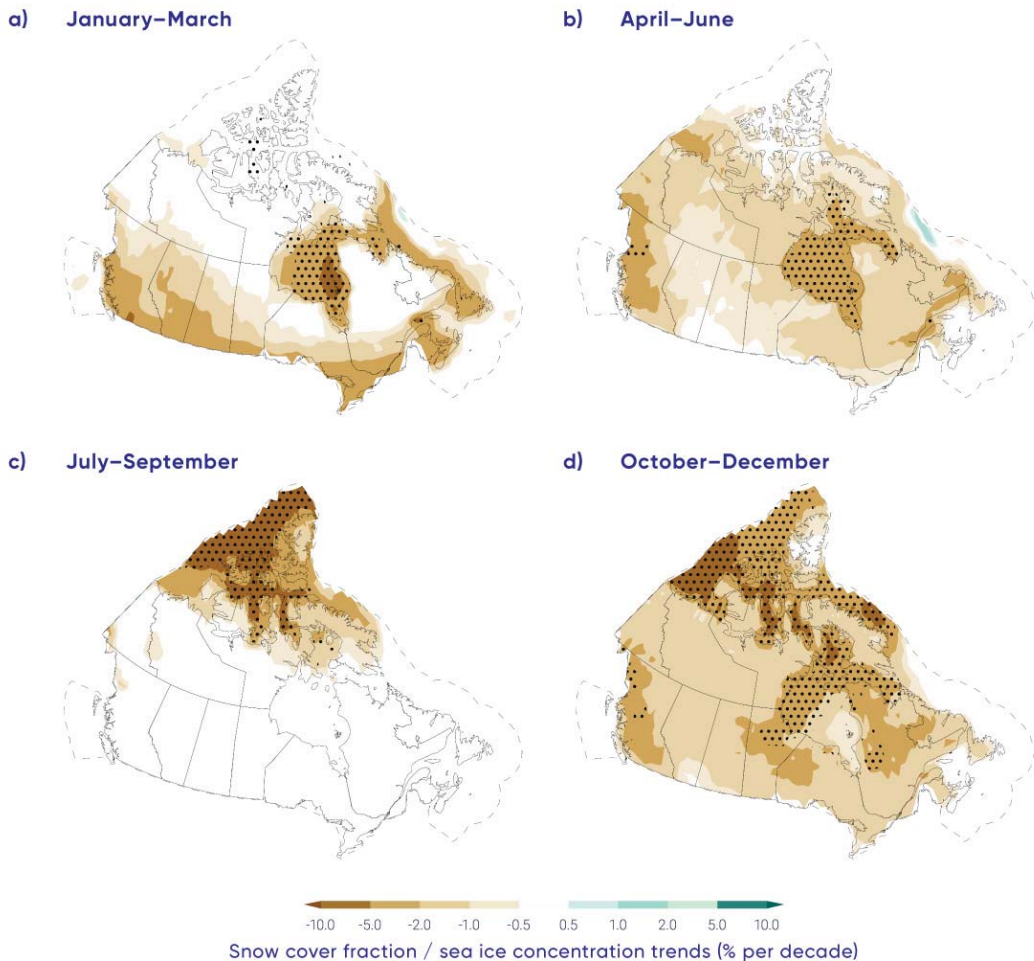 a) January–March
b) April–June
c) July–September
d) October–December
-10.0 -5.0 -2.0 -1.0 -0.5 0.5 1.0 2.0 5.0 10.0
Snow cover fraction / sea ice concentration trends (% per decade)